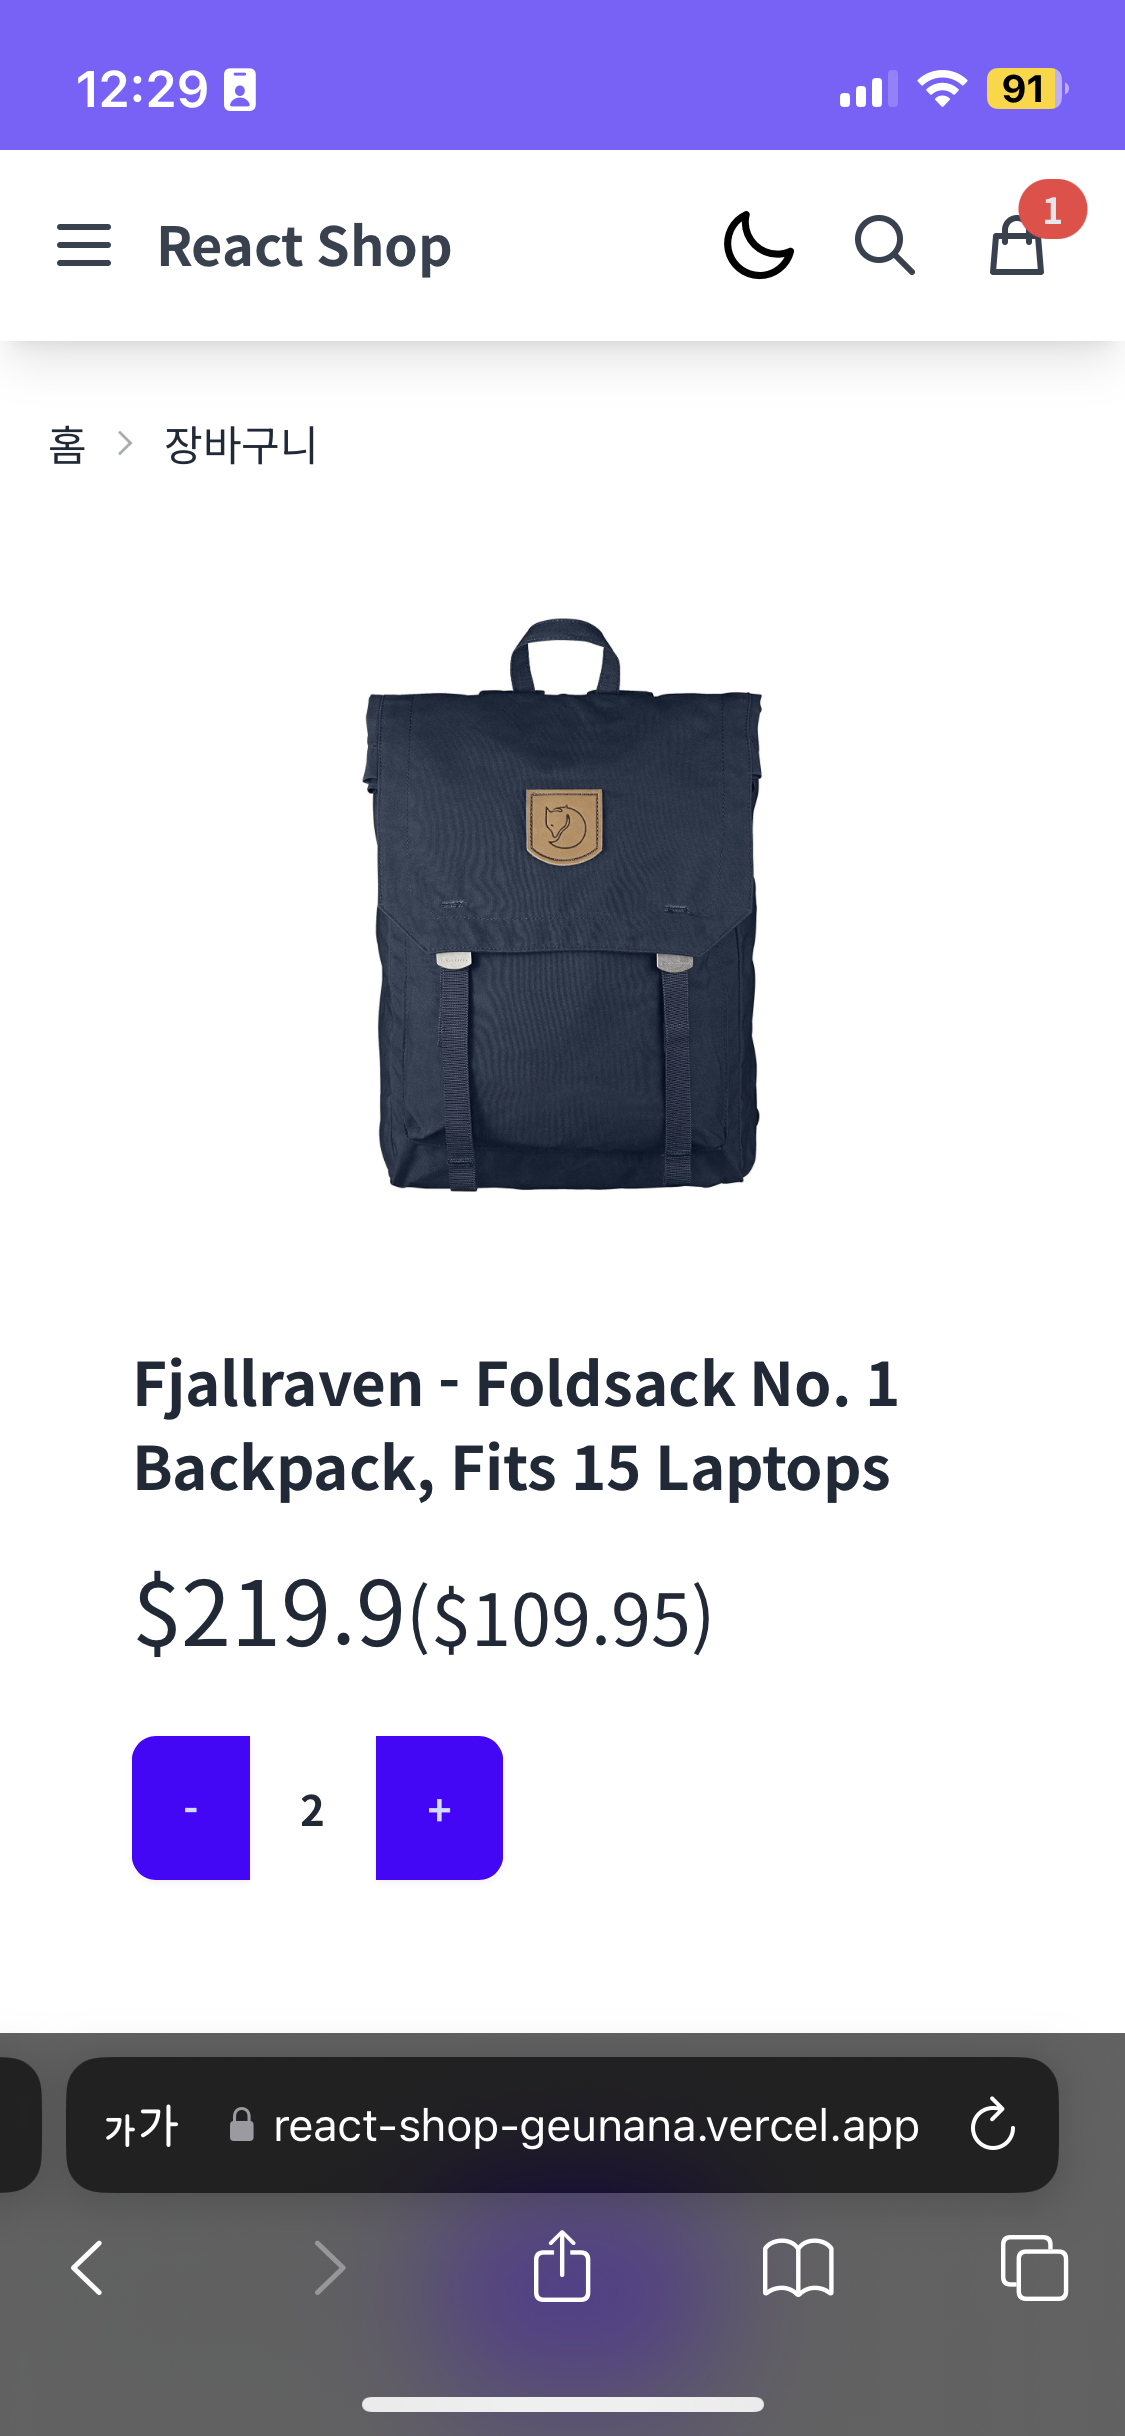 12:29
91
React Shop
1
홈 > 장바구니
Fjallraven - Foldsack No. 1
Backpack, Fits 15 Laptops
$219.9($109.95)
- 2 +
가가 react-shop-geunana.vercel.app